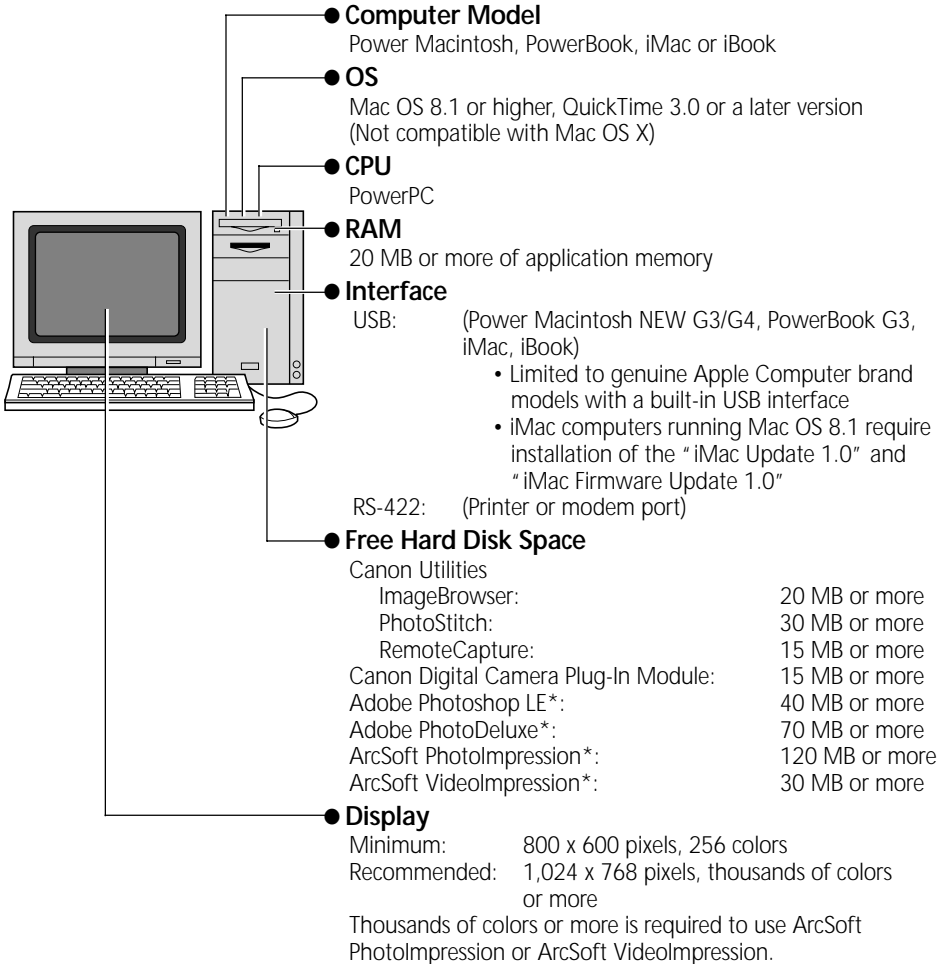 ● Computer Model
Power Macintosh, PowerBook, iMac or iBook
● OS
Mac OS 8.1 or higher, QuickTime 3.0 or a later version
(Not compatible with Mac OS X)
● CPU
PowerPC
● RAM
20 MB or more of application memory
● Interface
USB: (Power Macintosh NEW G3/G4, PowerBook G3,
iMac, iBook)
• Limited to genuine Apple Computer brand
models with a built-in USB interface
• iMac computers running Mac OS 8.1 require
installation of the “iMac Update 1.0” and
“iMac Firmware Update 1.0”
RS-422: (Printer or modem port)
● Free Hard Disk Space
Canon Utilities
ImageBrowser: 20 MB or more
PhotoStitch: 30 MB or more
RemoteCapture: 15 MB or more
Canon Digital Camera Plug-In Module: 15 MB or more
Adobe Photoshop LE*: 40 MB or more
Adobe PhotoDeluxe*: 70 MB or more
ArcSoft PhotoImpression*: 120 MB or more
ArcSoft VideoImpression*: 30 MB or more
● Display
Minimum: 800 x 600 pixels, 256 colors
Recommended: 1,024 x 768 pixels, thousands of colors
or more
Thousands of colors or more is required to use ArcSoft
PhotoImpression or ArcSoft VideoImpression.